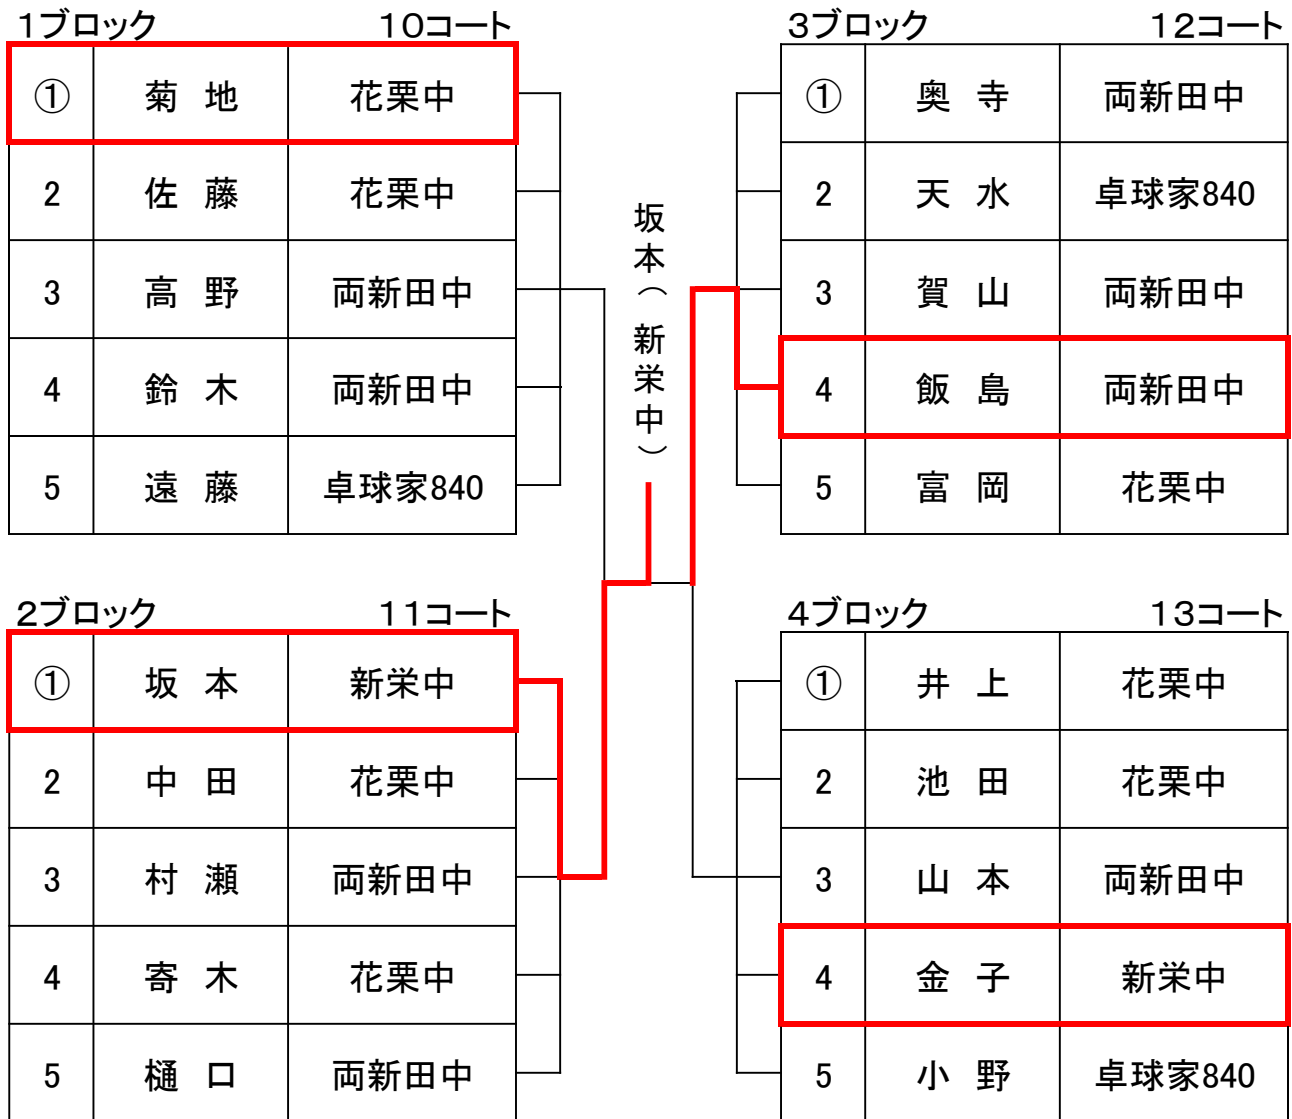 1ブロック 10コート
① 菊 地 花栗中
2 佐 藤 花栗中
3 高 野 両新田中
4 鈴 木 両新田中
5 遠 藤 卓球家840
2ブロック 11コート
① 坂 本 新栄中
2 中 田 花栗中
3 村 瀬 両新田中
4 寄 木 花栗中
5 樋 口 両新田中
坂本(新栄中)
3ブロック 12コート
① 奥 寺 両新田中
2 天 水 卓球家840
3 賀 山 両新田中
4 飯 島 両新田中
5 富 岡 花栗中
4ブロック 13コート
① 井 上 花栗中
2 池 田 花栗中
3 山 本 両新田中
4 金 子 新栄中
5 小 野 卓球家840